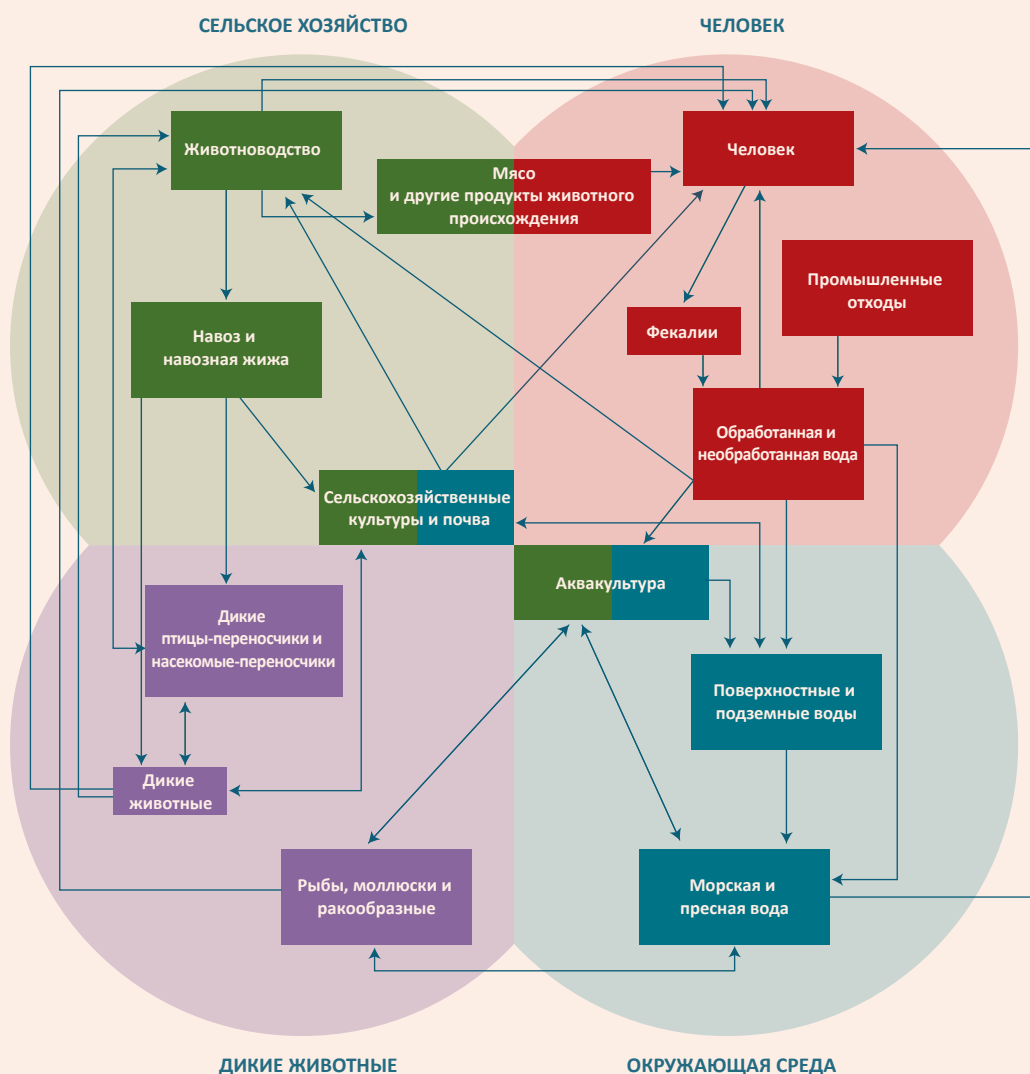 СЕЛЬСКОЕ ХОЗЯЙСТВО
ЧЕЛОВЕК
Животноводство
Мясо
и другие продукты животного
происхождения
Человек
Промышленные
отходы
Навоз и
навозная жижа
Фекалии
Обработанная и
необработанная вода
Сельскохозяйственные
культуры и почва
Аквакультура
Дикие
птицы-переносчики и
насекомые-переносчики
Поверхностные и
подземные воды
Дикие
животные
Рыбы, моллюски и
ракообразные
Морская и
пресная вода
ДИКИЕ ЖИВОТНЫЕ
ОКРУЖАЮЩАЯ СРЕДА